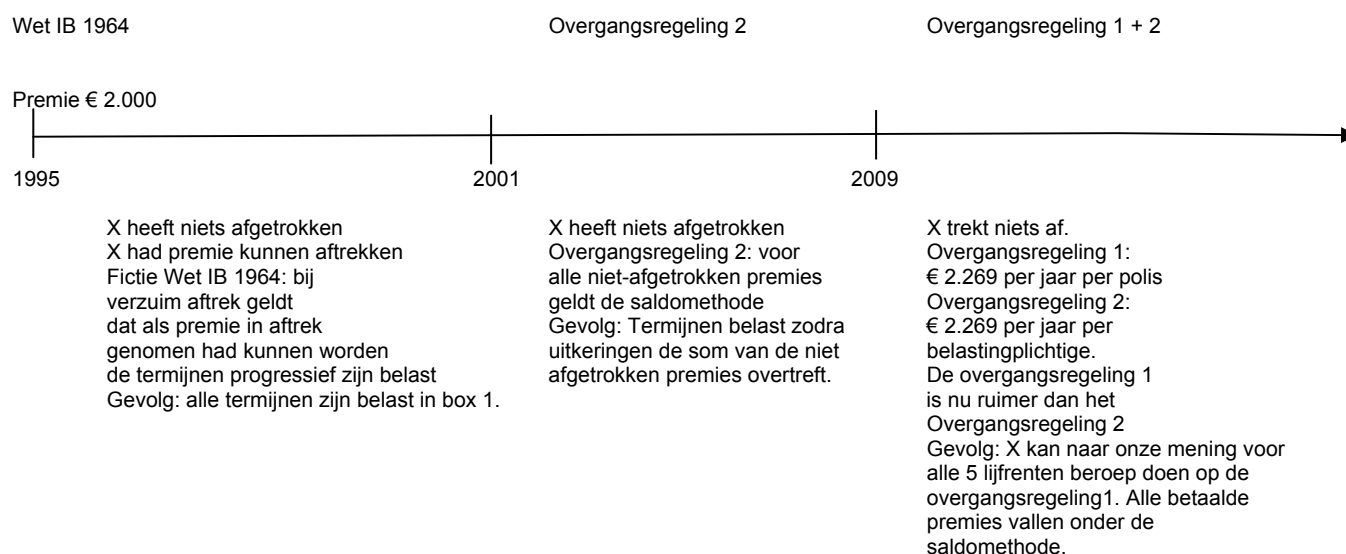 Wet IB 1964
Overgangsregeling 2
Overgangsregeling 1 + 2
Premie € 2.000
1995
2001
2009
X heeft niets afgetrokken
X had premie kunnen aftrekken
Fictie Wet IB 1964: bij
verzuim aftrek geldt
dat als premie in aftrek
genomen had kunnen worden
de termijnen progressief zijn belast
Gevolg: alle termijnen zijn belast in box 1.
X heeft niets afgetrokken
Overgangsregeling 2: voor
alle niet-afgetrokken premies
geldt de saldomethode
Gevolg: Termijnen belast zodra
uitkeringen de som van de niet
afgetrokken premies overtreft.
X trekt niets af.
Overgangsregeling 1:
€ 2.269 per jaar per polis
Overgangsregeling 2:
€ 2.269 per jaar per
belastingplichtige.
De overgangsregeling 1
is nu ruimer dan het
Overgangsregeling 2
Gevolg: X kan naar onze mening voor
alle 5 lijfrenten beroep doen op de
overgangsregeling1. Alle betaalde
premies vallen onder de
saldomethode.